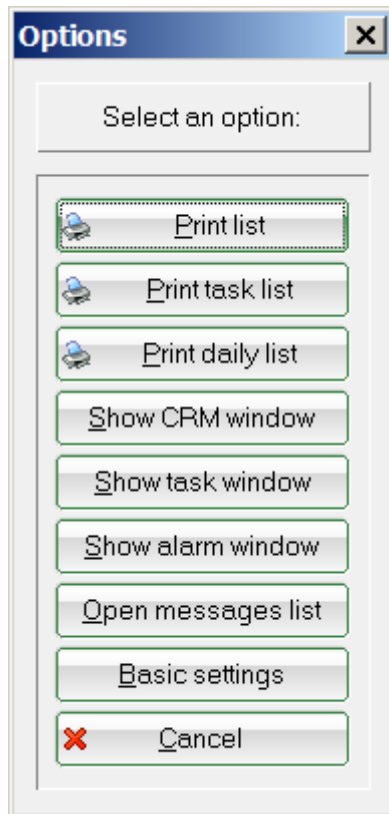 Options
Select an option:
Print list
Print task list
Print daily list
Show CRM window
Show task window
Show alarm window
Open messages list
Basic settings
Cancel